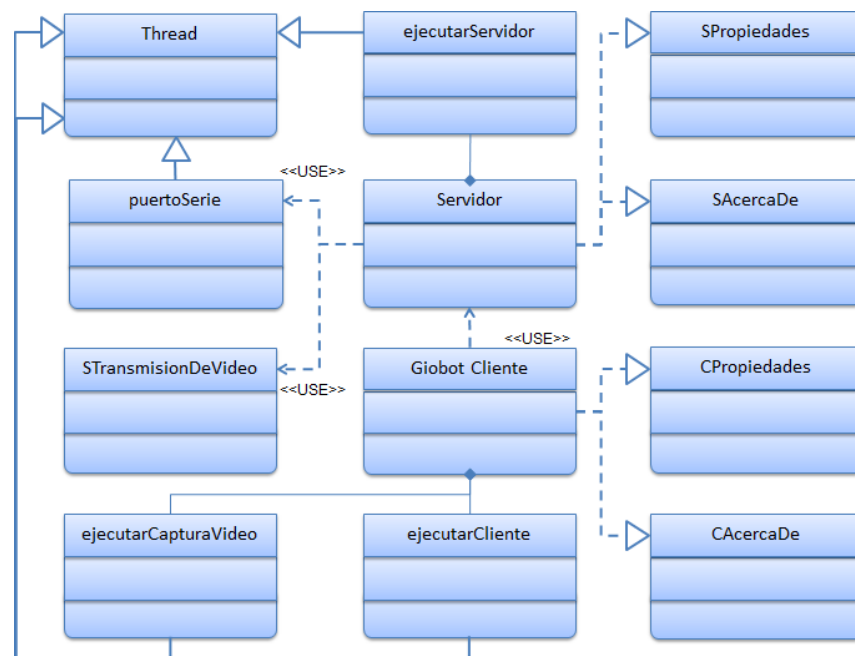 Thread
ejecutarServidor
SPropiedades
<<USE>>
puertoSerie
Servidor
SAcercaDe
<<USE>>
STransmisionDeVideo
Giobot Cliente
CPropiedades
<<USE>>
ejecutarCapturaVideo
ejecutarCliente
CAcercaDe